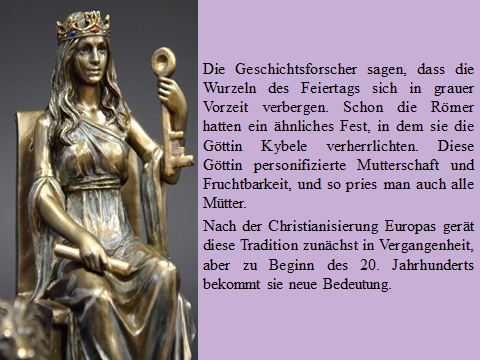 Die Geschichtsforscher sagen, dass die
Wurzeln des Feiertags sich in grauer
Vorzeit verbergen. Schon die Römer
hatten ein ähnliches Fest, in dem sie die
Göttin Kybele verherrlichten. Diese
Göttin personifizierte Mutterschaft und
Fruchtbarkeit, und so pries man auch alle
Mütter.
Nach der Christianisierung Europas gerät
diese Tradition zunächst in Vergangenheit,
aber zu Beginn des 20. Jahrhunderts
bekommt sie neue Bedeutung.